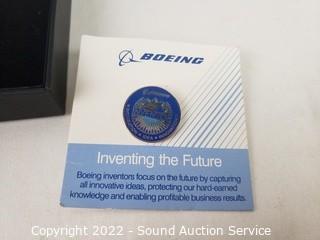 BOEING
IDEA
Inventing the Future
Boeing inventors focus on the future by capturing
all innovative ideas, protecting our hard-earned
knowledge and enabling profitable business results.
Copyright 2022 - Sound Auction Service